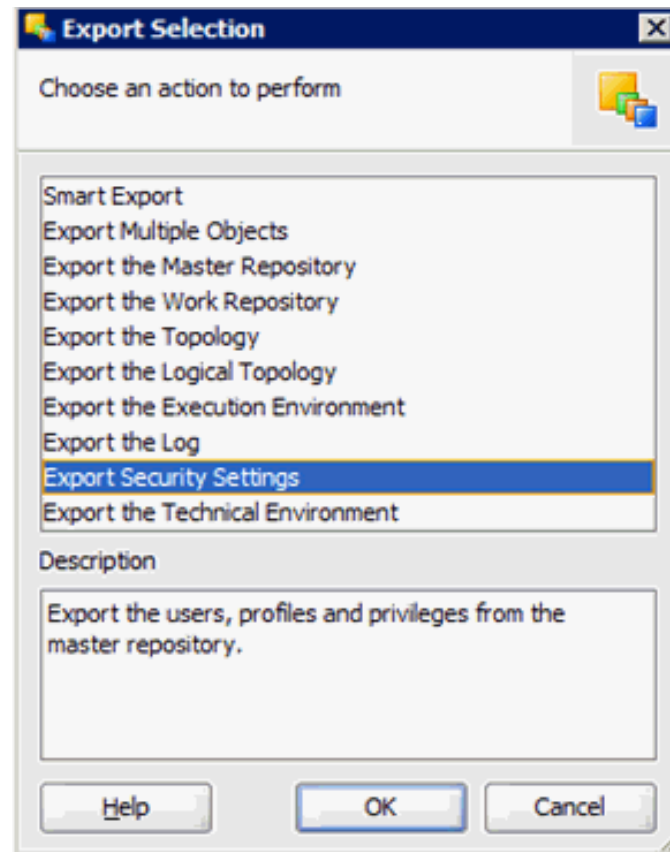 Export Selection
Choose an action to perform
Smart Export
Export Multiple Objects
Export the Master Repository
Export the Work Repository
Export the Topology
Export the Logical Topology
Export the Execution Environment
Export the Log
Export Security Settings
Export the Technical Environment
Description
Export the users, profiles and privileges from the
master repository.
Help
OK
Cancel